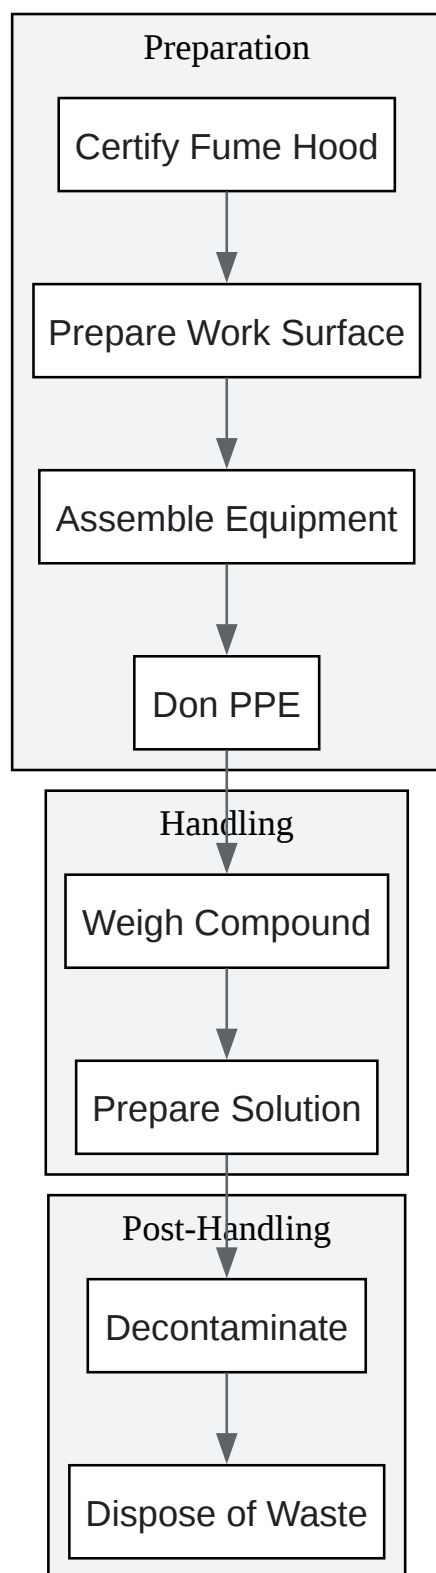 Preparation
Certify Fume Hood
Prepare Work Surface
Assemble Equipment
Don PPE
Handling
Weigh Compound
Prepare Solution
Post-Handling
Decontaminate
Dispose of Waste